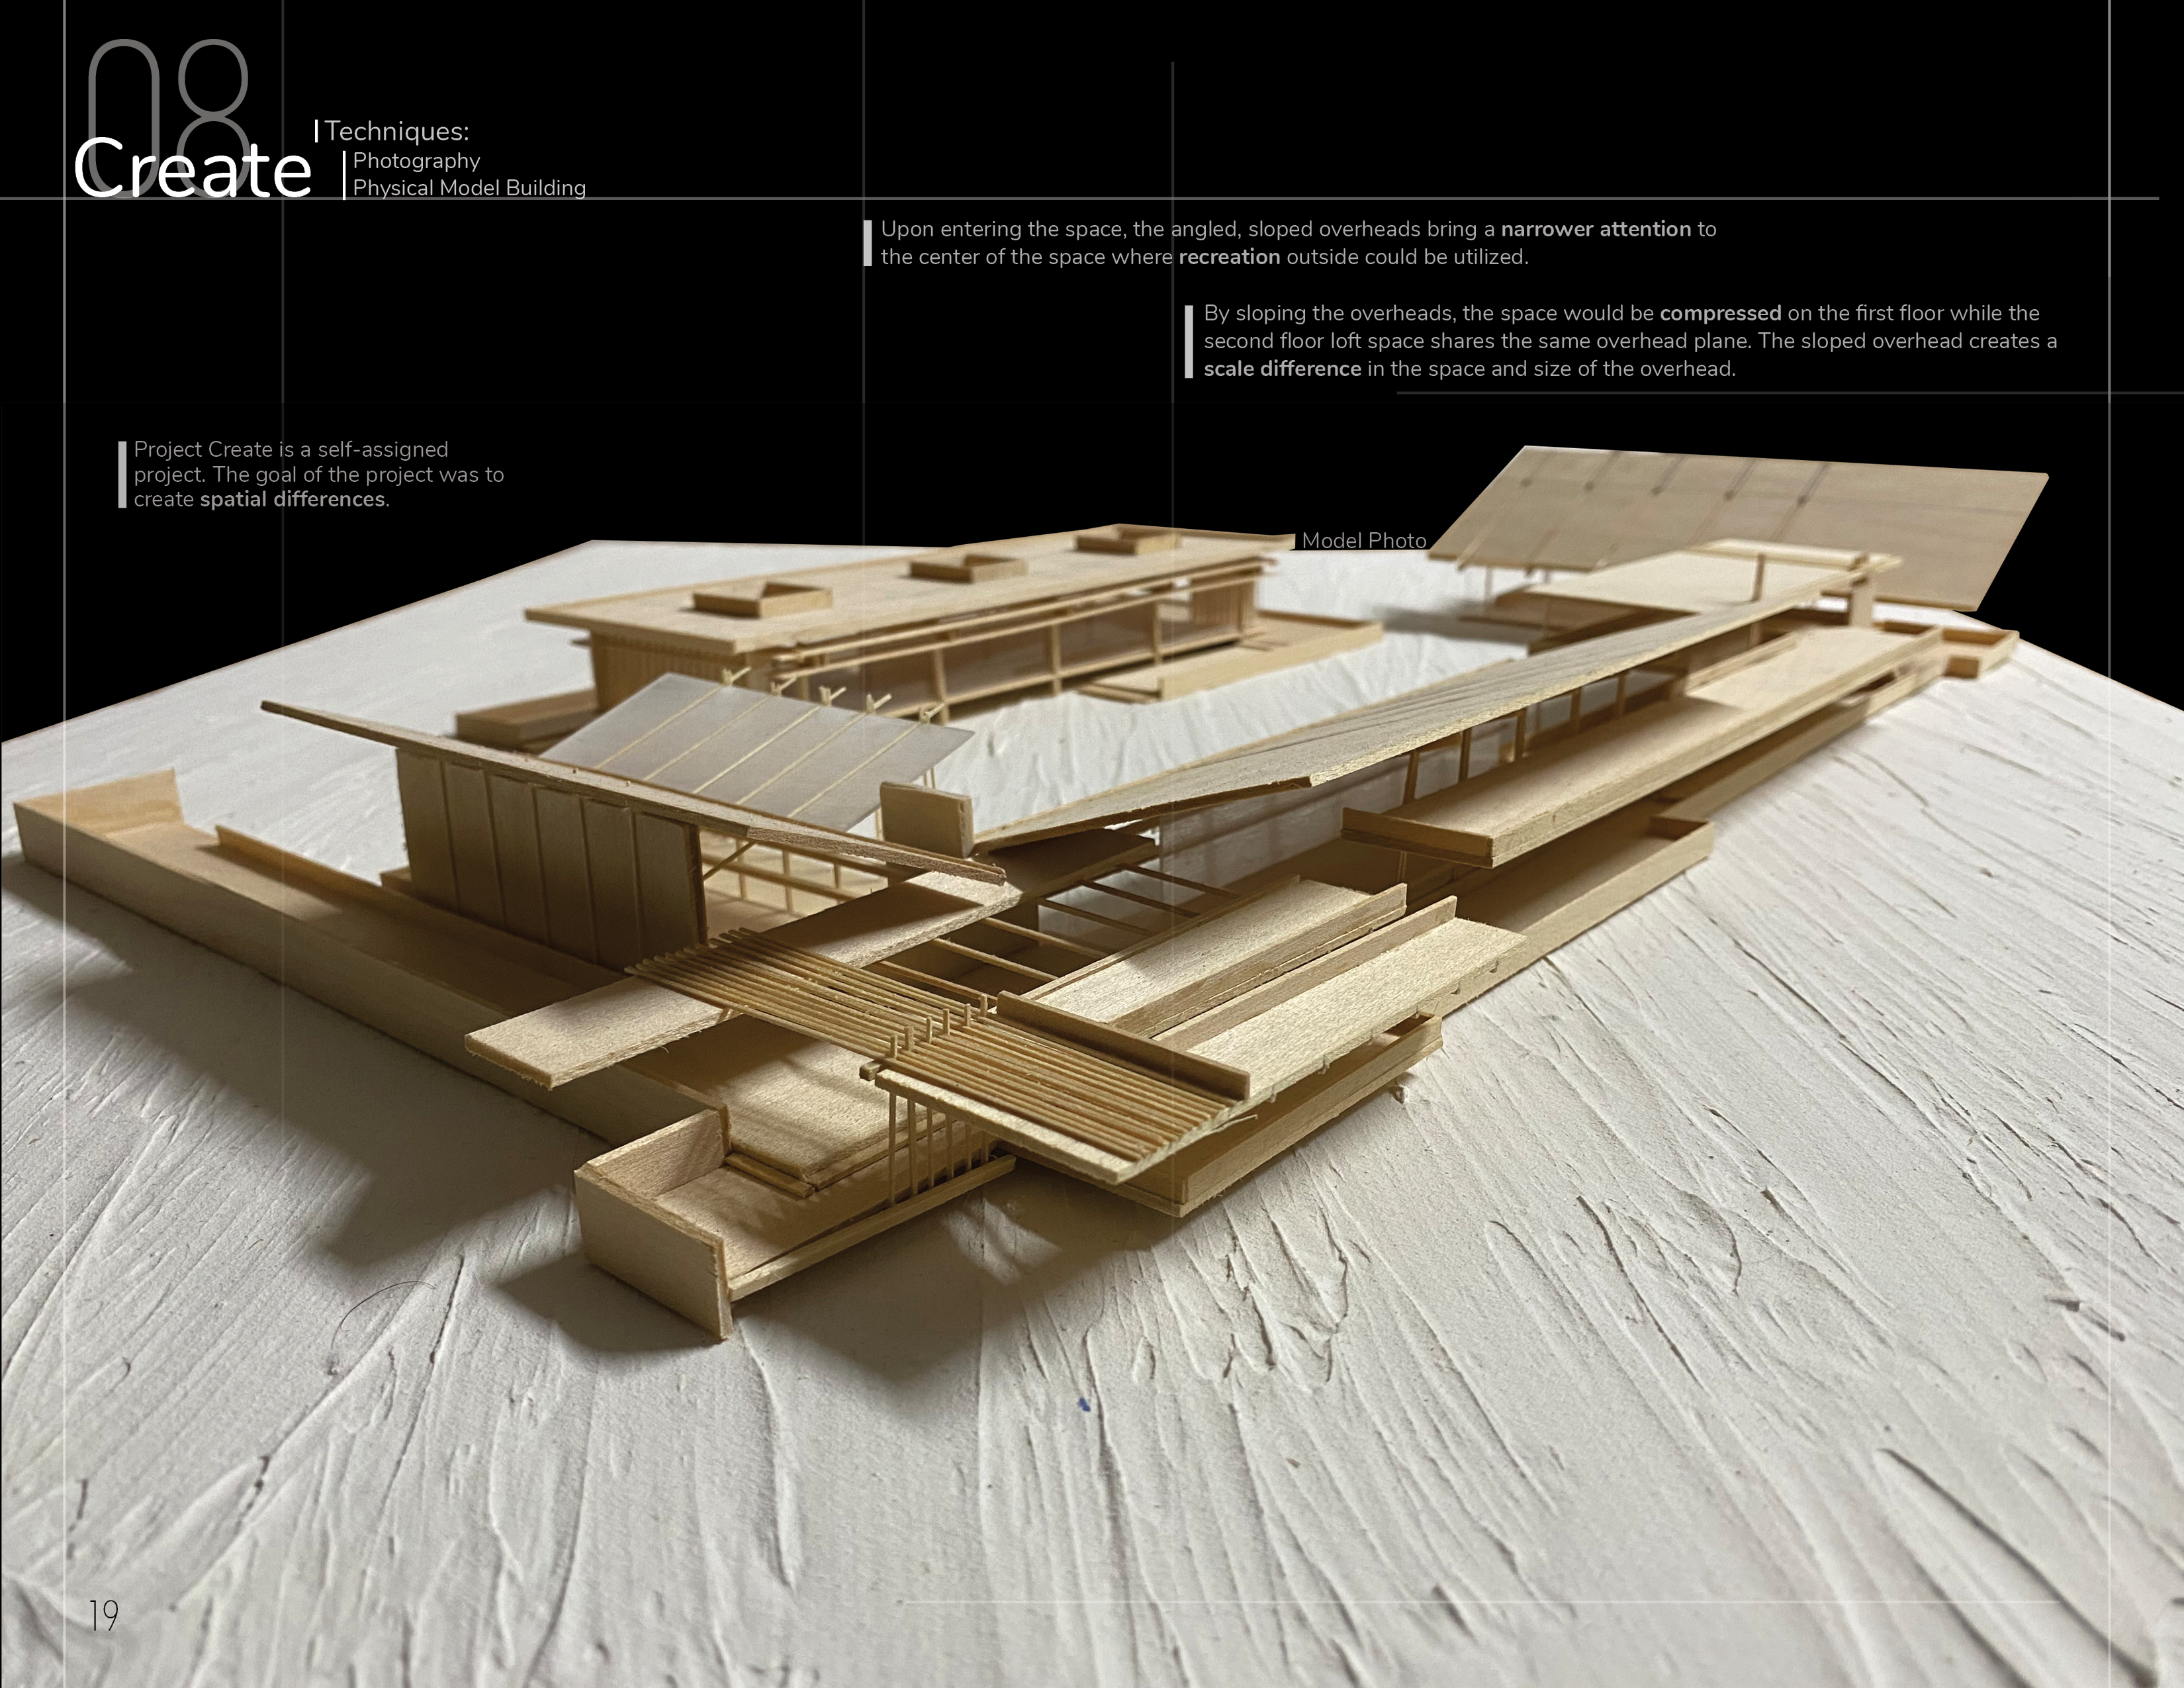 08
Create
Techniques:
Photography
Physical Model Building
Upon entering the space, the angled, sloped overheads bring a narrower attention to
the center of the space where recreation outside could be utilized.
By sloping the overheads, the space would be compressed on the first floor while the
second floor loft space shares the same overhead plane. The sloped overhead creates a
scale difference in the space and size of the overhead.
Project Create is a self-assigned
project. The goal of the project was to
create spatial differences.
Model Photo
19